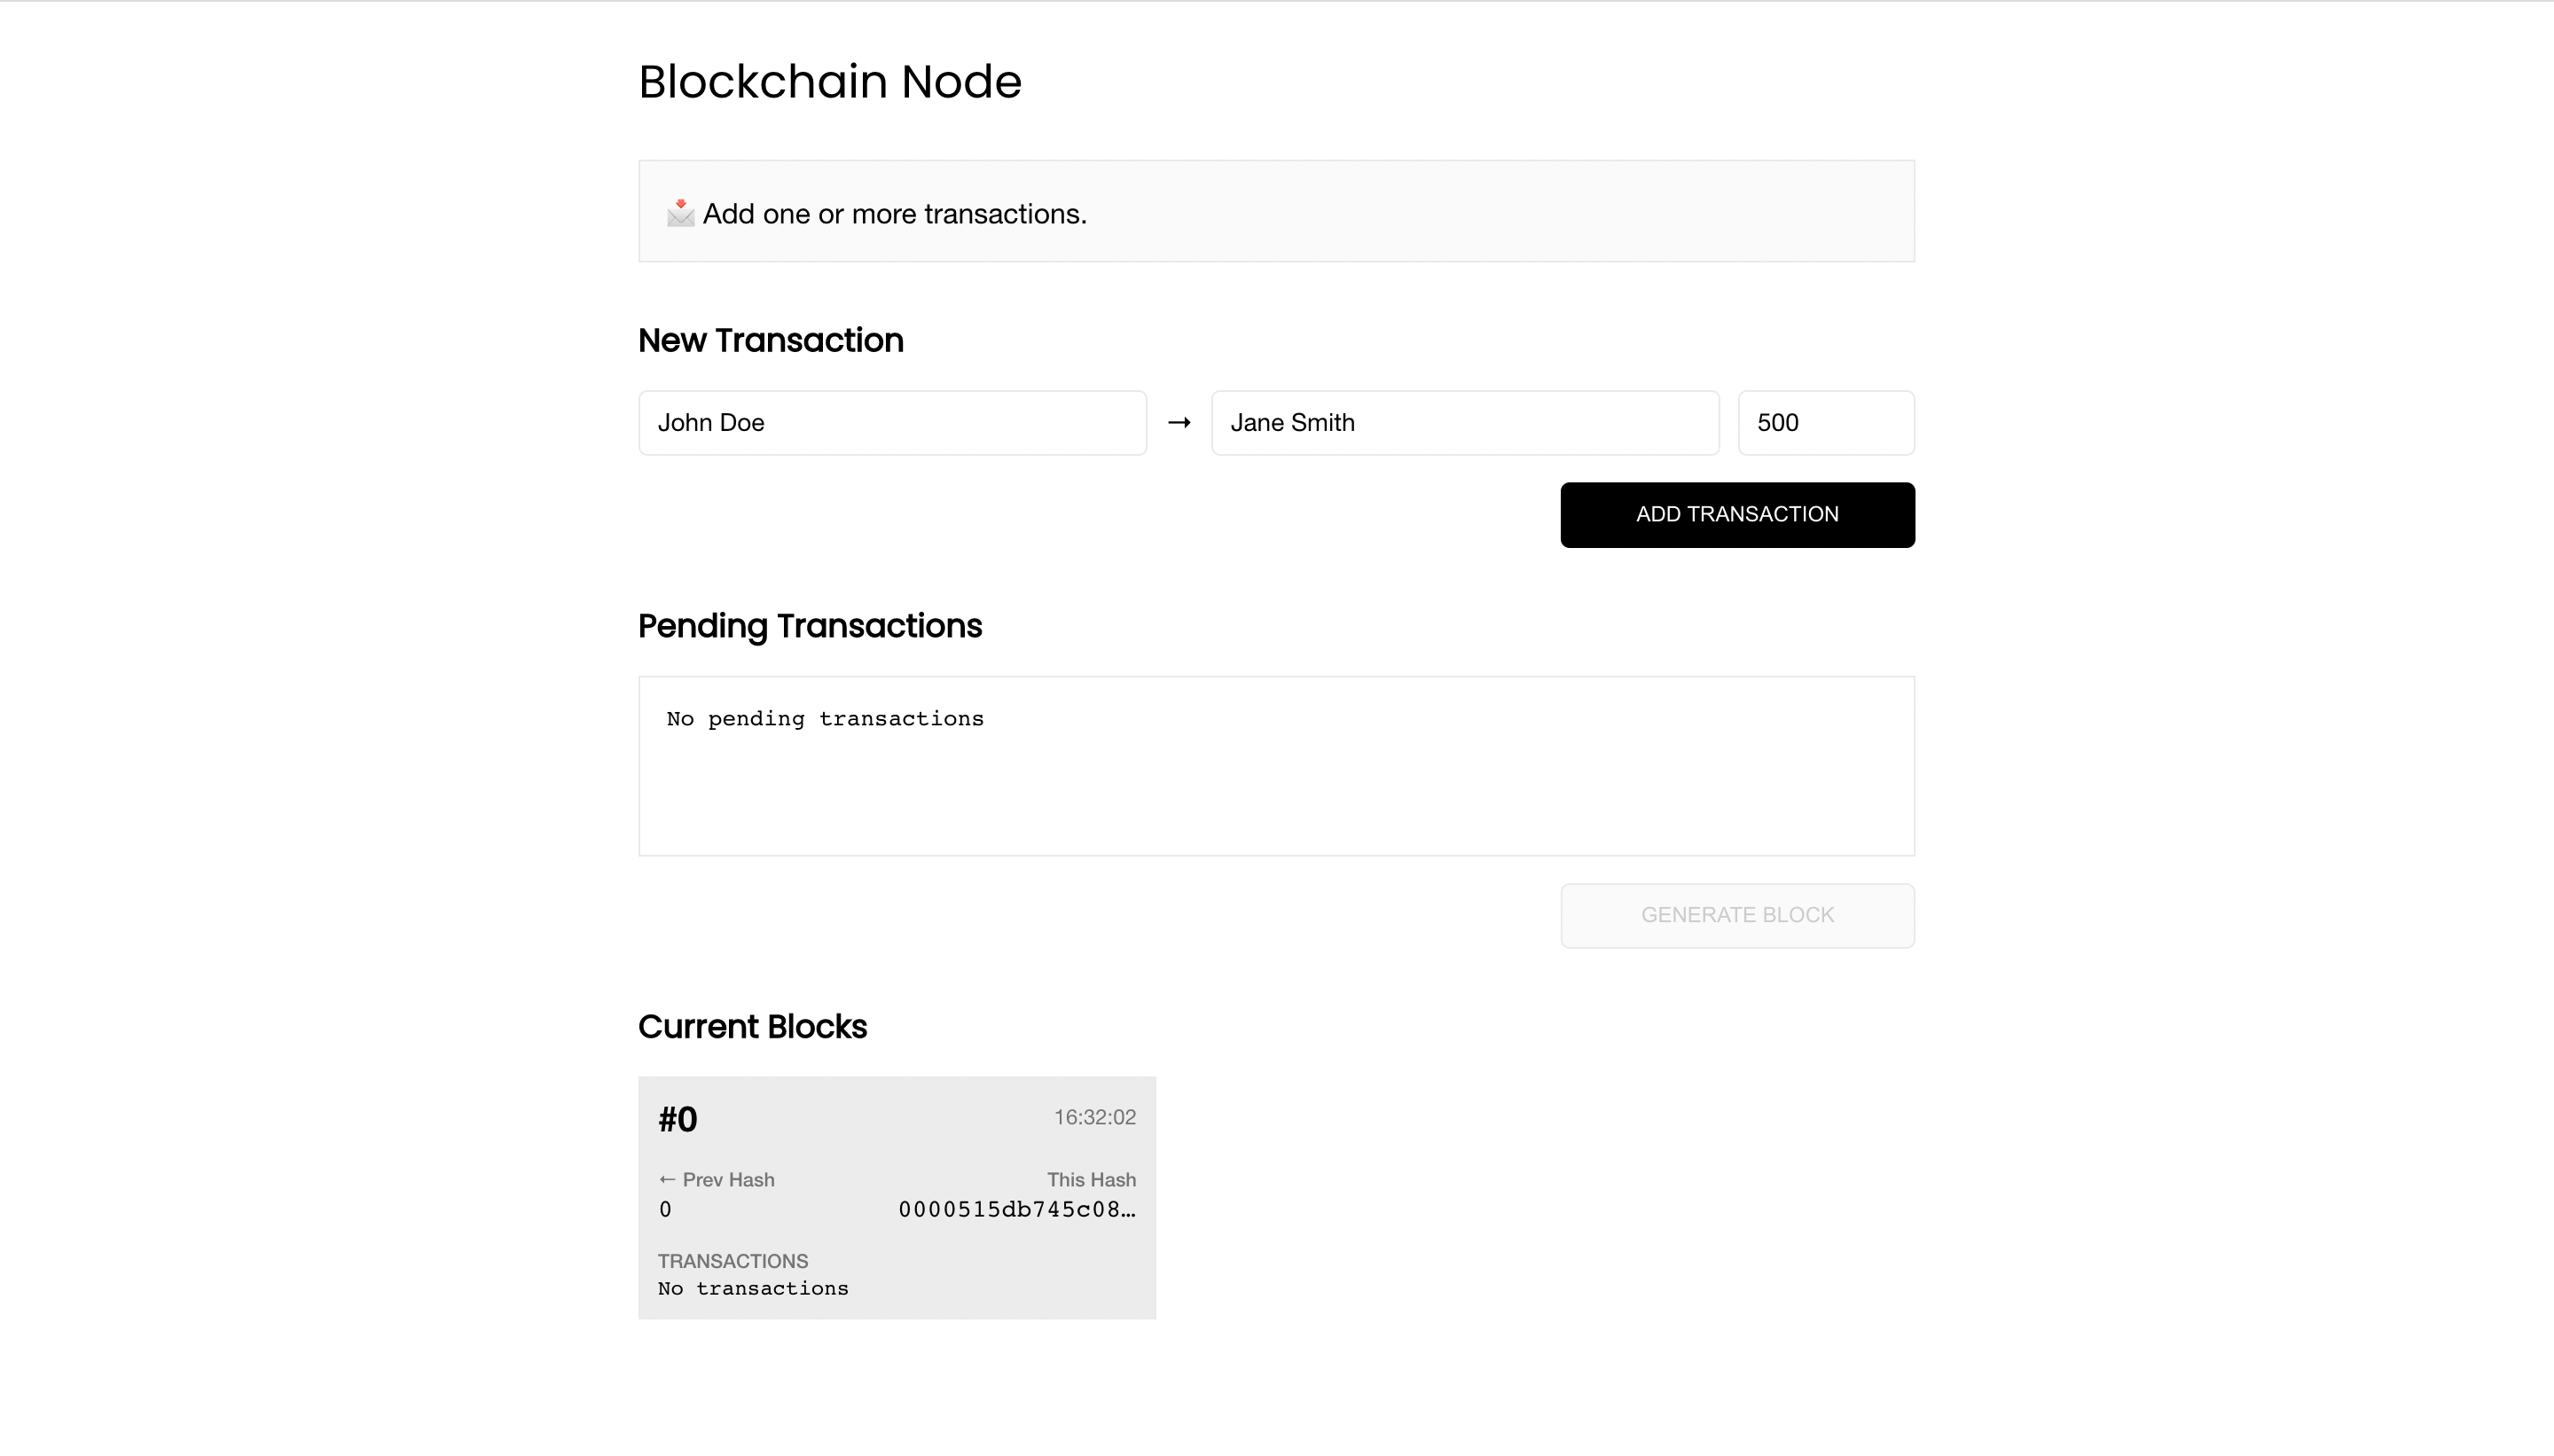 Blockchain Node
📩 Add one or more transactions.
New Transaction
John Doe → Jane Smith 500
ADD TRANSACTION
Pending Transactions
No pending transactions
GENERATE BLOCK
Current Blocks
#0 16:32:02
← Prev Hash This Hash
0 0000515db745c08…
TRANSACTIONS
No transactions